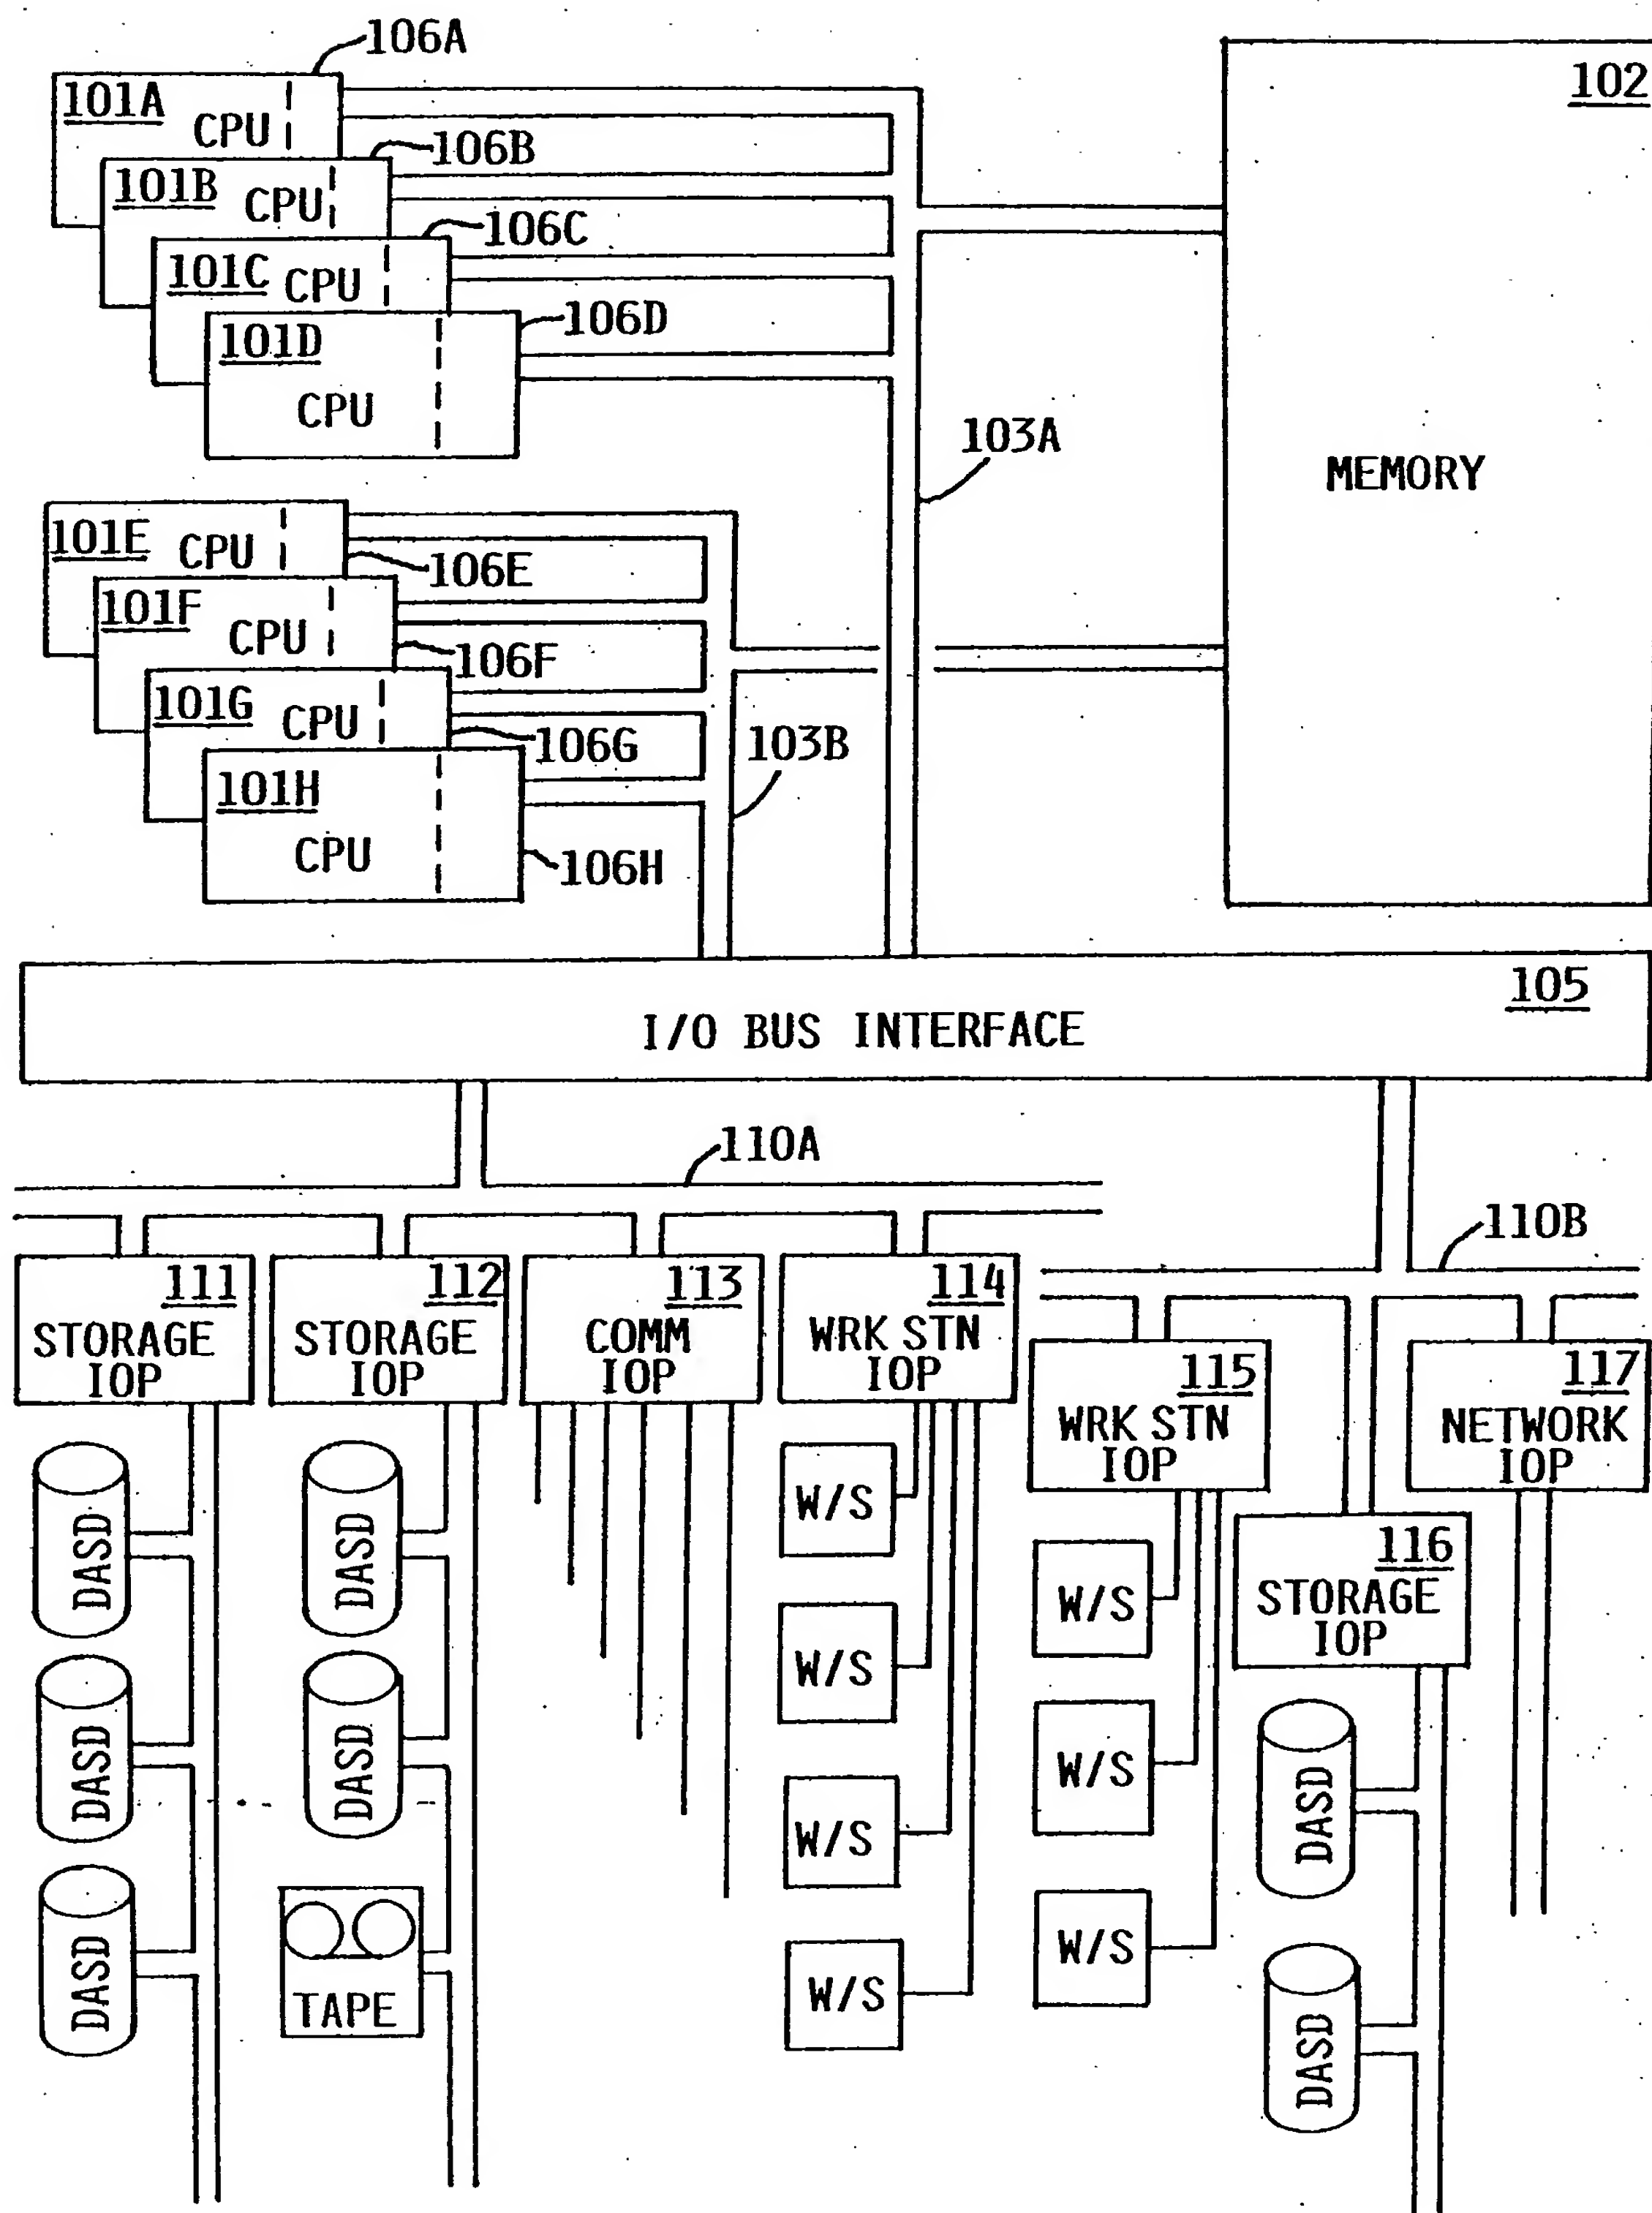 106A
101A
CPU
102
106B
101B
CPU
106C
101C
CPU
106D
101D
CPU
103A
MEMORY
101E
CPU
106E
101F
CPU
106F
101G
CPU
106G
103B
101H
CPU
106H
105
I/O BUS INTERFACE
110A
110B
111
STORAGE
IOP
112
STORAGE
IOP
113
COMM
IOP
114
WRK STN
IOP
115
WRK STN
IOP
117
NETWORK
IOP
116
STORAGE
IOP
DASD
DASD
DASD
DASD
DASD
TAPE
W/S
W/S
W/S
W/S
W/S
W/S
W/S
DASD
DASD